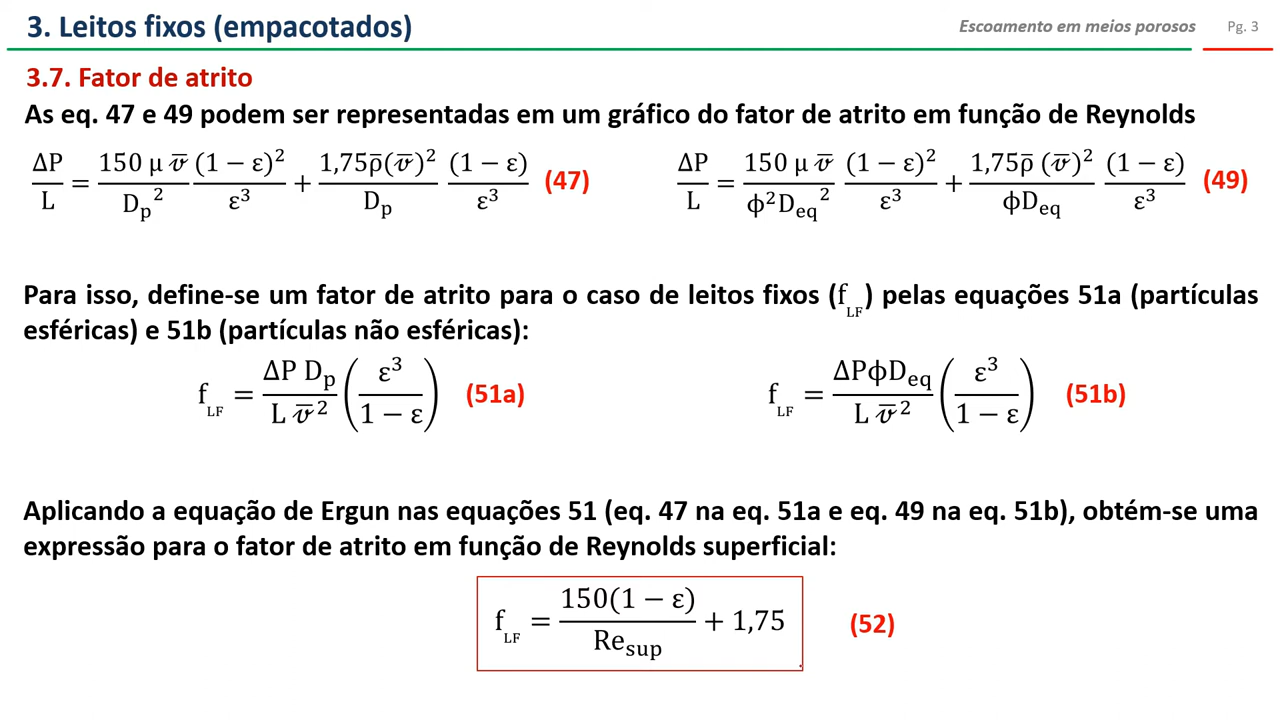 3. Leitos fixos (empacotados)
Escoamento em meios porosos
Pg. 3
3.7. Fator de atrito
As eq. 47 e 49 podem ser representadas em um gráfico do fator de atrito em função de Reynolds
ΔP/L = (150 μ v̅ / D_p²) ((1 − ε)² / ε³) + (1,75ρ̅(v̅)² / D_p) ((1 − ε) / ε³) (47)
ΔP/L = (150 μ v̅ / ϕ²D_eq²) ((1 − ε)² / ε³) + (1,75ρ̅ (v̅)² / ϕD_eq) ((1 − ε) / ε³) (49)
Para isso, define-se um fator de atrito para o caso de leitos fixos (f_LF) pelas equações 51a (partículas
esféricas) e 51b (partículas não esféricas):
f_LF = (ΔP D_p / L v̅²) (ε³ / (1 − ε)) (51a)
f_LF = (ΔPϕD_eq / L v̅²) (ε³ / (1 − ε)) (51b)
Aplicando a equação de Ergun nas equações 51 (eq. 47 na eq. 51a e eq. 49 na eq. 51b), obtém-se uma
expressão para o fator de atrito em função de Reynolds superficial:
f_LF = 150(1 − ε) / Re_sup + 1,75 (52)